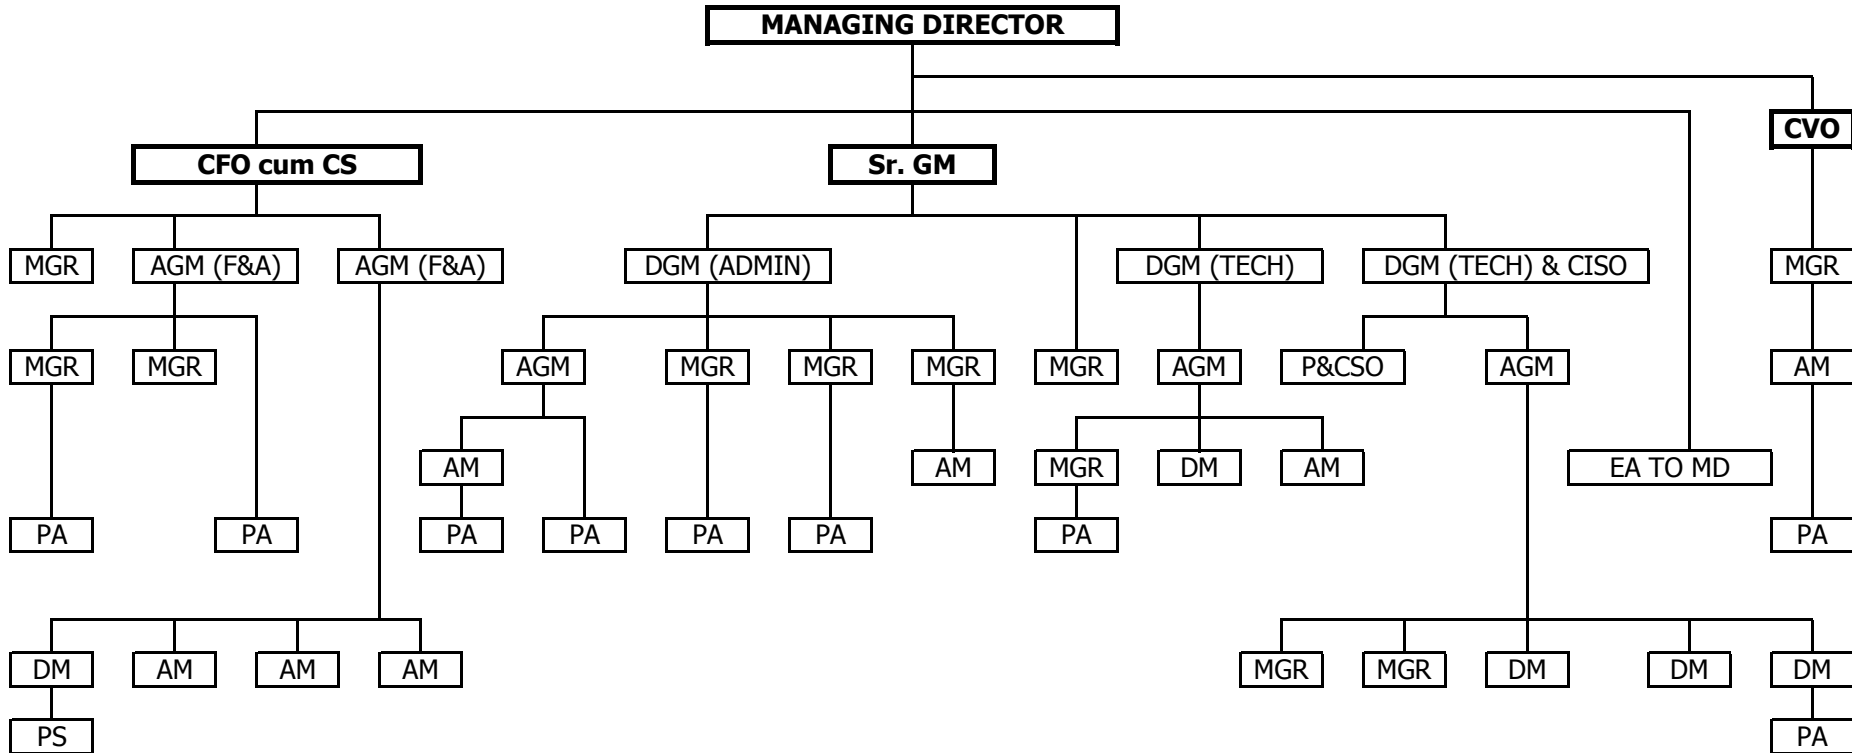 MANAGING DIRECTOR
CVO
CFO cum CS
Sr. GM
MGR
AGM (F&A)
AGM (F&A)
DGM (ADMIN)
DGM (TECH)
DGM (TECH) & CISO
MGR
MGR
MGR
AGM
MGR
MGR
MGR
MGR
AGM
P&CSO
AGM
AM
AM
AM
MGR
DM
AM
EA TO MD
PA
PA
PA
PA
PA
PA
PA
PA
DM
AM
AM
AM
MGR
MGR
DM
DM
DM
PS
PA